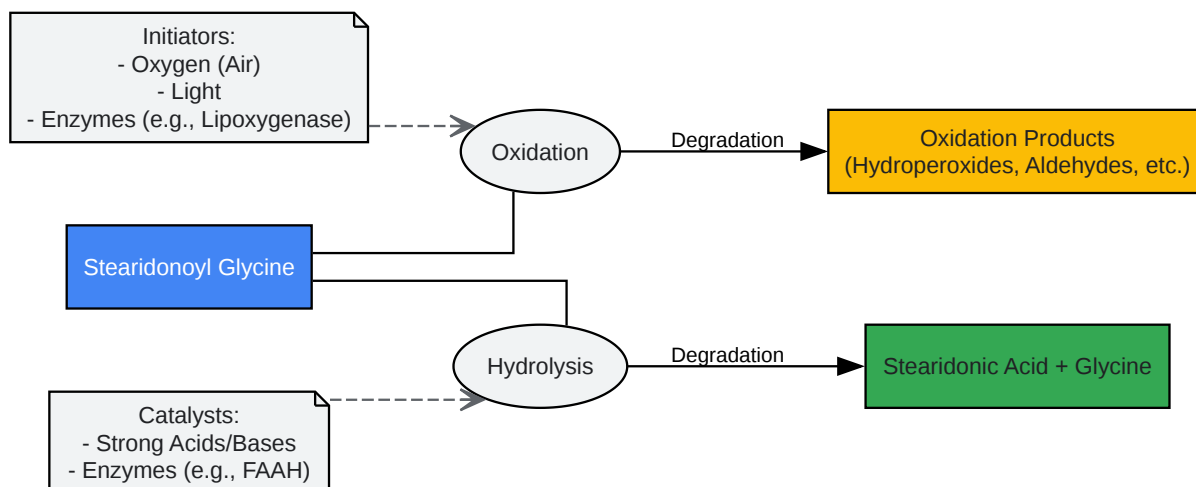 Initiators:
- Oxygen (Air)
- Light
- Enzymes (e.g., Lipoxygenase)
Oxidation
Degradation
Oxidation Products
(Hydroperoxides, Aldehydes, etc.)
Stearidonoyl Glycine
Hydrolysis
Degradation
Stearidonic Acid + Glycine
Catalysts:
- Strong Acids/Bases
- Enzymes (e.g., FAAH)